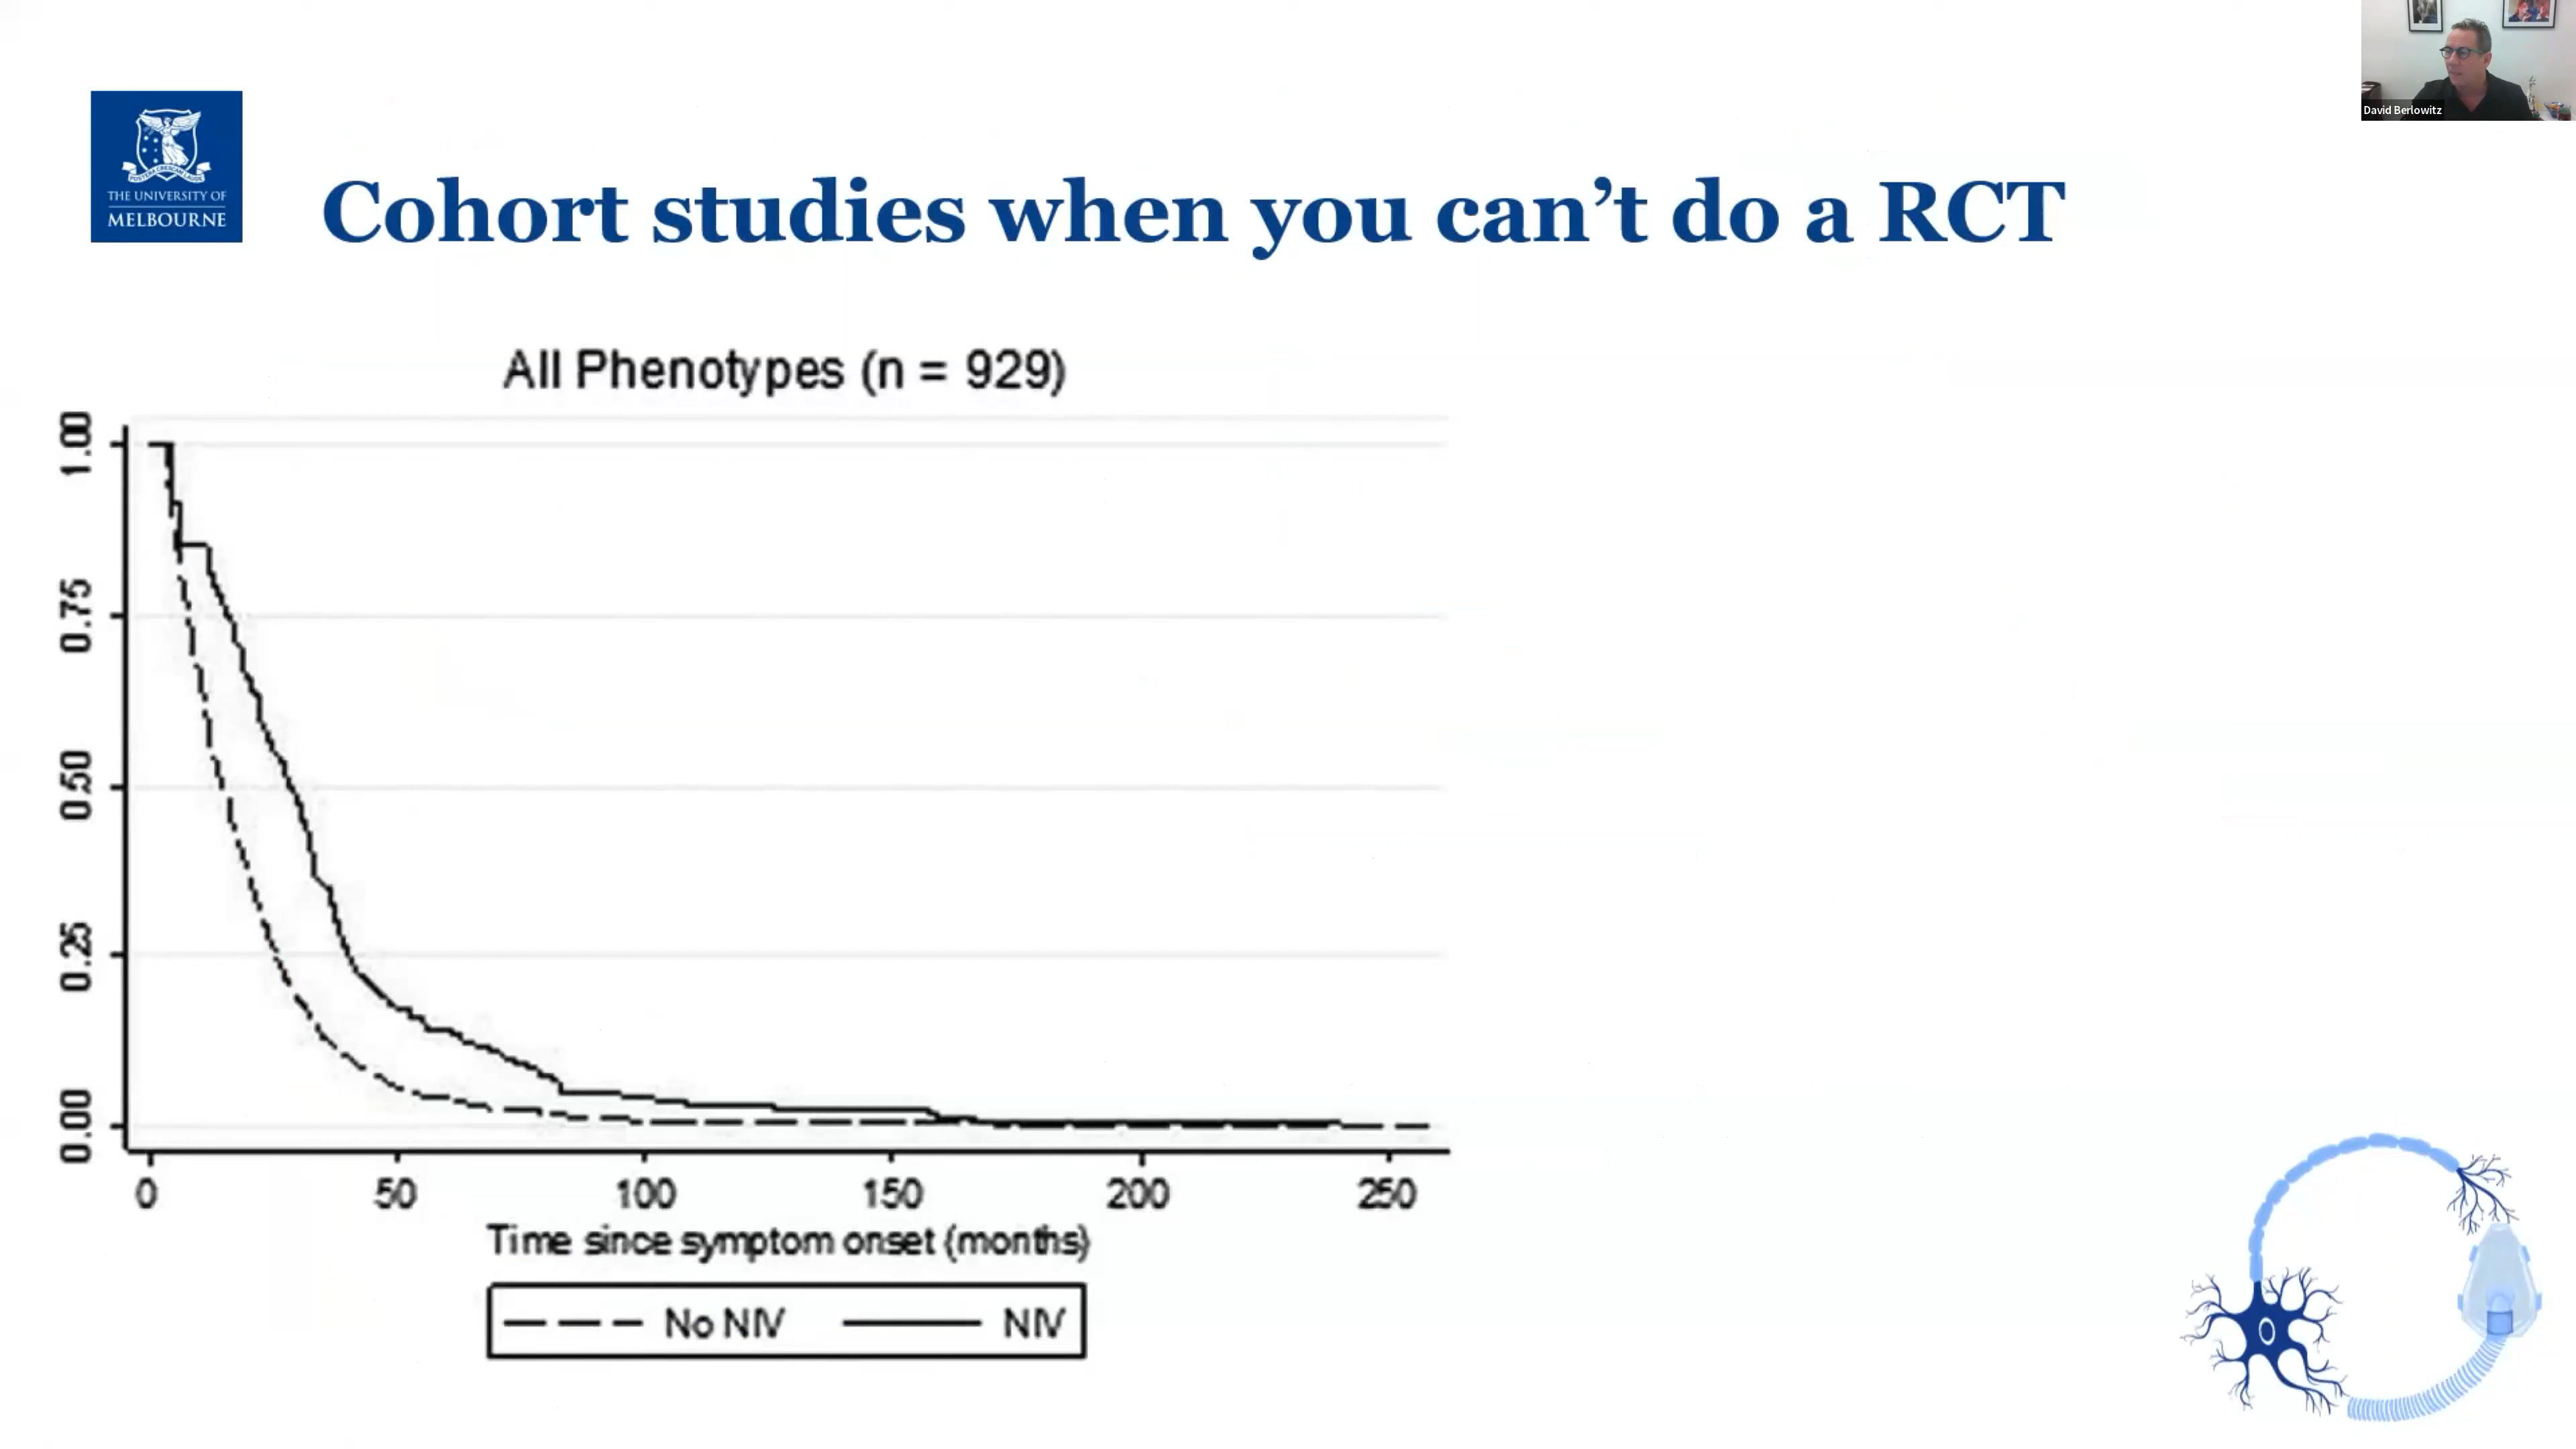 David Berlowitz
THE UNIVERSITY OF
MELBOURNE
Cohort studies when you can’t do a RCT
All Phenotypes (n = 929)
1.00
0.75
0.50
0.25
0.00
0 50 100 150 200 250
Time since symptom onset (months)
No NIV NIV